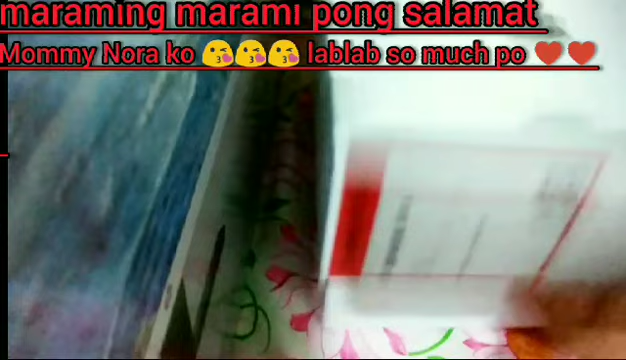 maraming marami pong salamat
Mommy Nora ko 😘😘😘 lablab so much po ❤️❤️